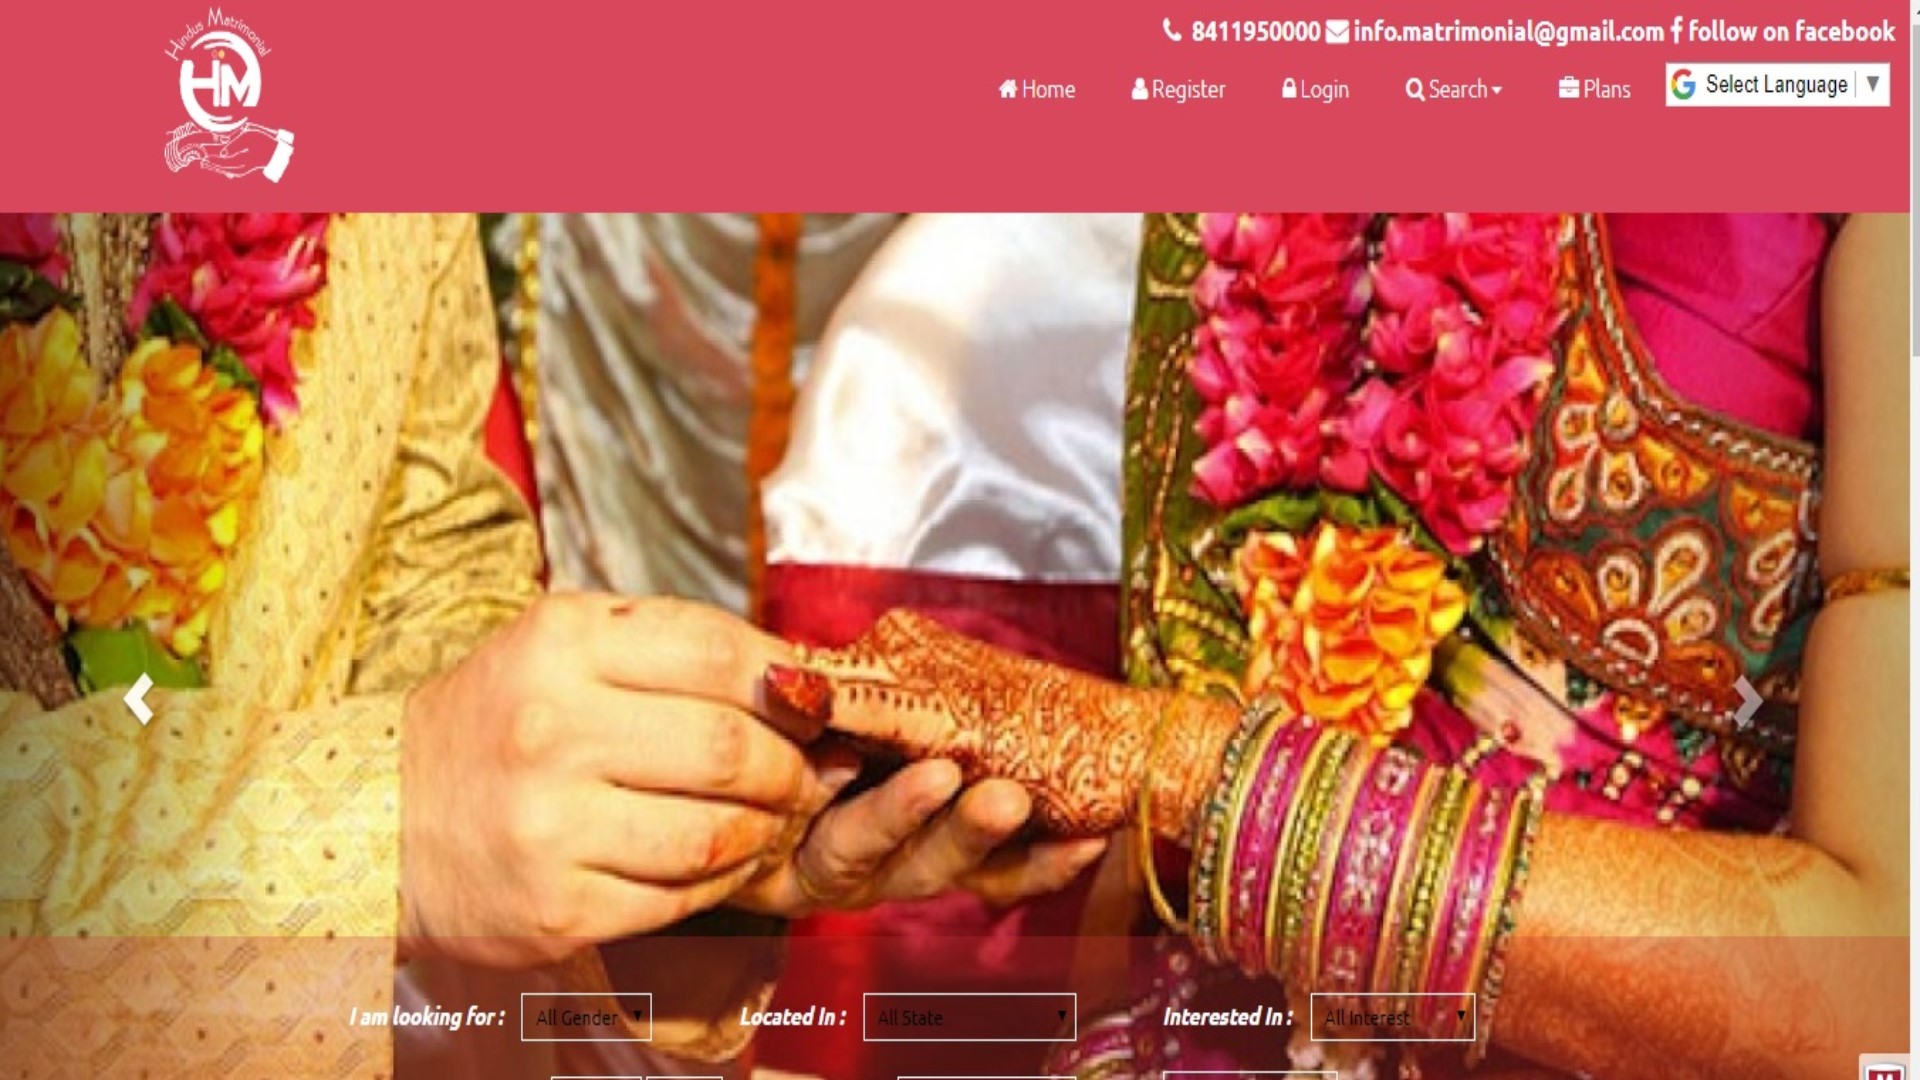 Hindus Matrimonial
HM
8411950000 info.matrimonial@gmail.com f follow on facebook
Home Register Login Search Plans G Select Language ▼
I am looking for : All Gender Located In : All State Interested In : All Interest